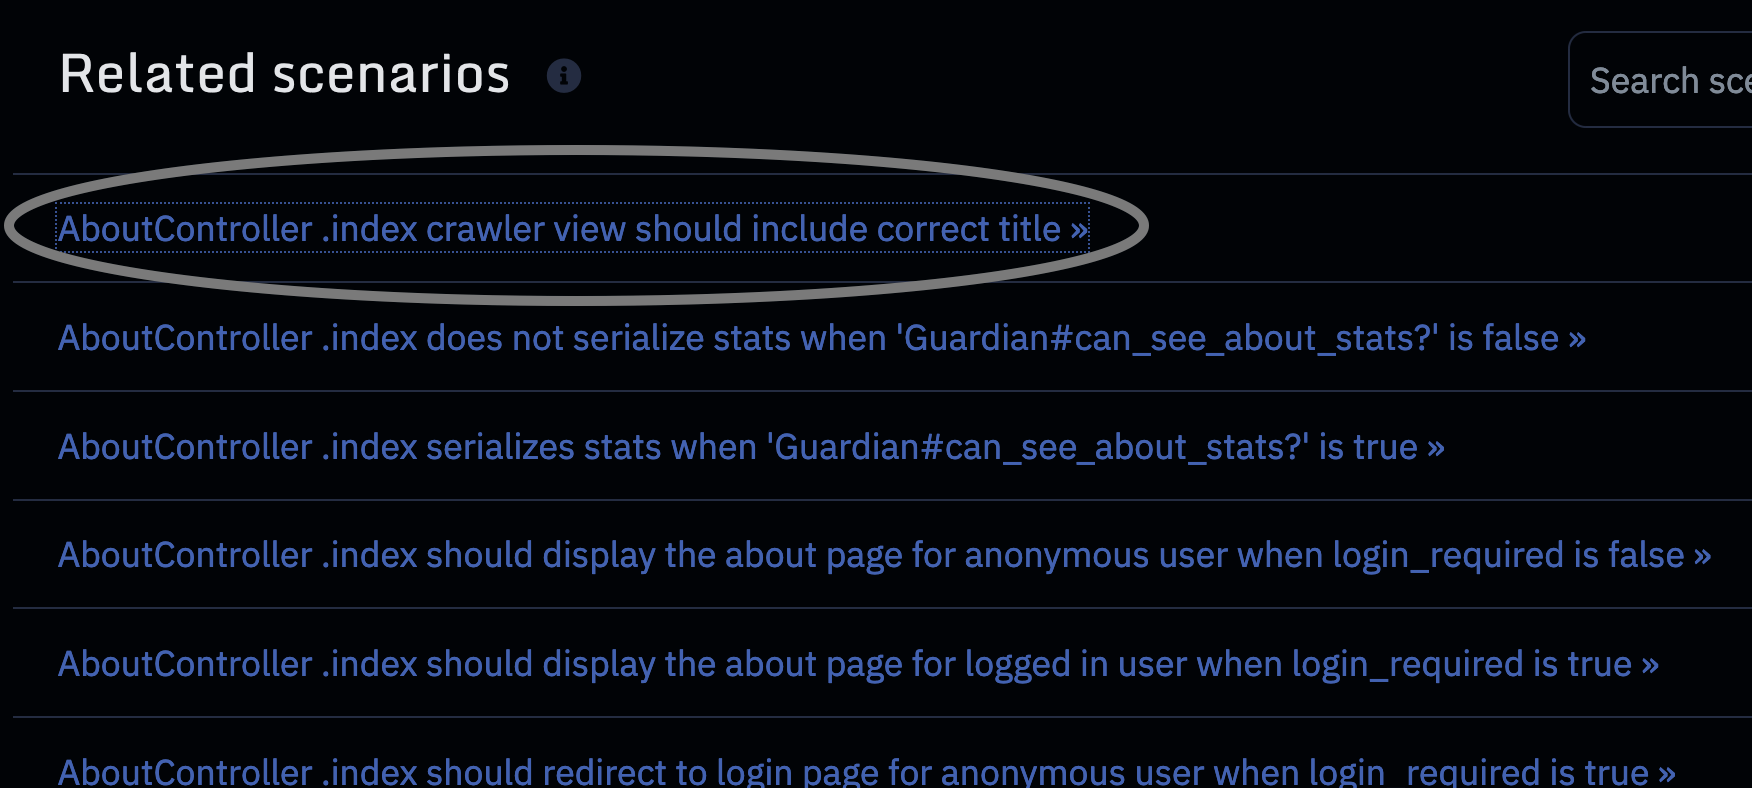 Related scenarios
Search sce
AboutController .index crawler view should include correct title »
AboutController .index does not serialize stats when 'Guardian#can_see_about_stats?' is false »
AboutController .index serializes stats when 'Guardian#can_see_about_stats?' is true »
AboutController .index should display the about page for anonymous user when login_required is false »
AboutController .index should display the about page for logged in user when login_required is true »
AboutController .index should redirect to login page for anonymous user when login_required is true »